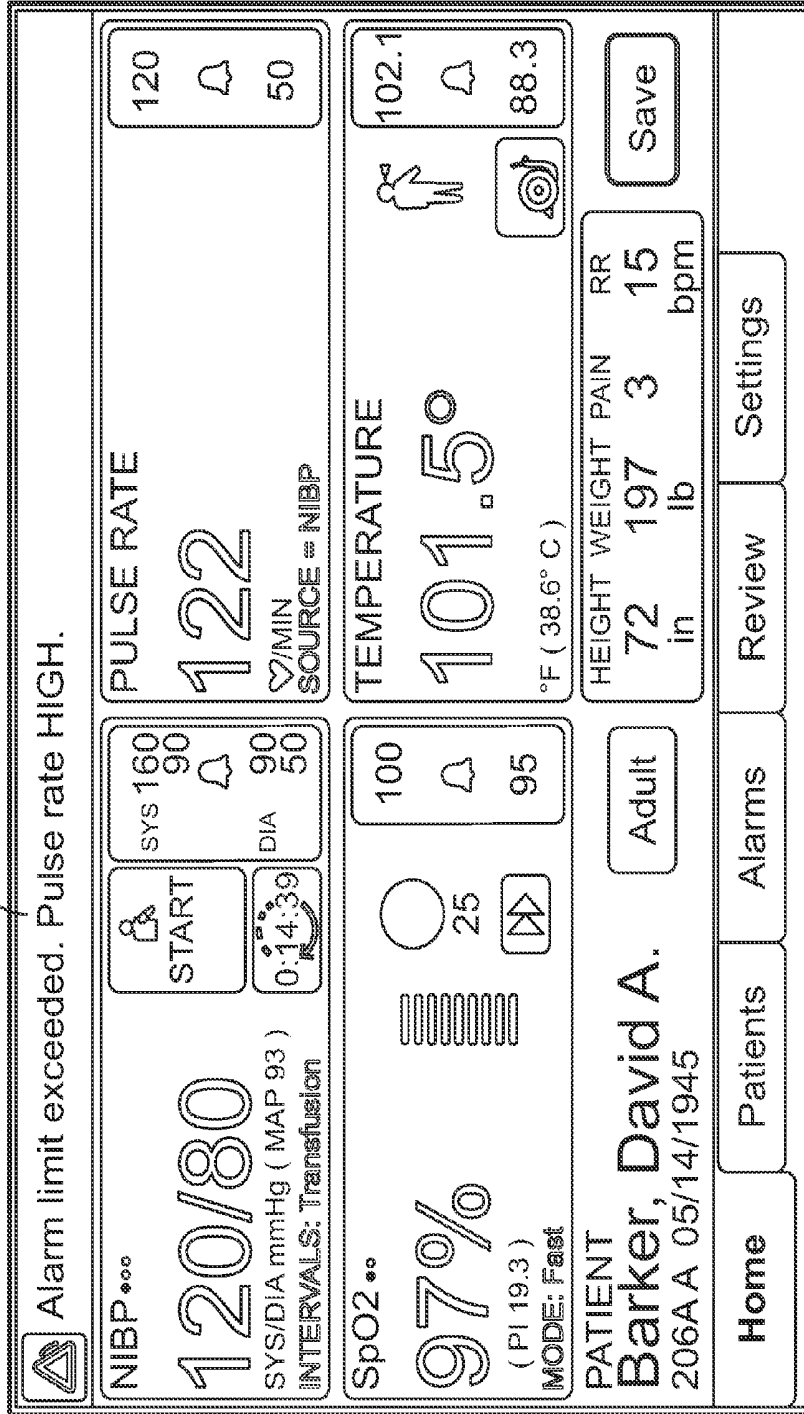 Alarm limit exceeded. Pulse rate HIGH.
NIBP
120/80
SYS/DIA mmHg ( MAP 93 )
INTERVALS: Transfusion
START
0:14:39
SYS 160
90
DIA 90
50
PULSE RATE
122
/MIN
SOURCE = NIBP
120
50
SpO2
97%
( PI 19.3 )
MODE: Fast
25
100
95
TEMPERATURE
101.5°
°F ( 38.6° C )
102.1
88.3
PATIENT
Barker, David A.
206A A 05/14/1945
Adult
HEIGHT WEIGHT PAIN RR
72 197 3 15
in lb bpm
Save
Home Patients Alarms Review Settings